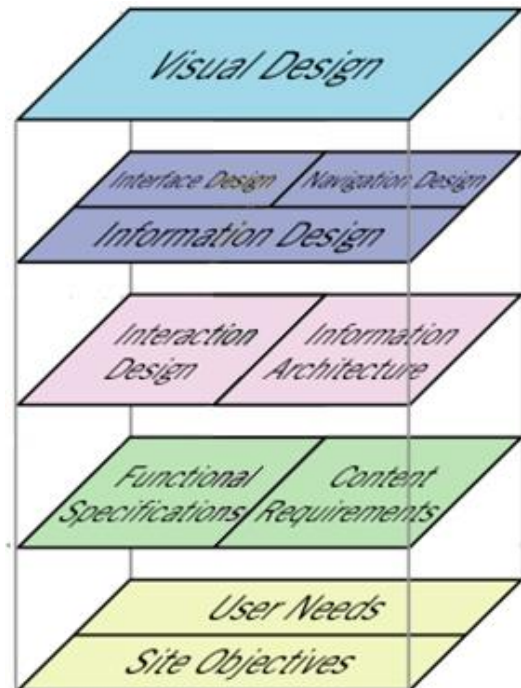 Visual Design
Interface Design
Navigation Design
Information Design
Interaction
Design
Information
Architecture
Functional
Specifications
Content
Requirements
User Needs
Site Objectives